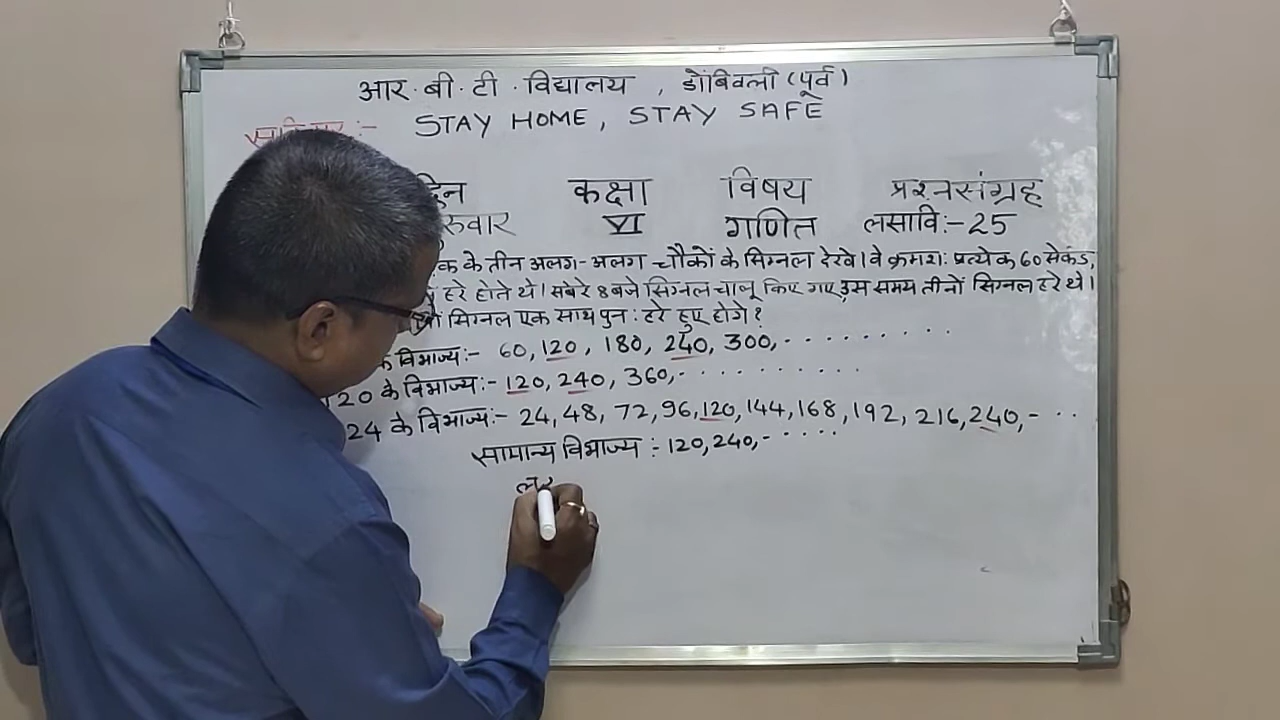 आर. बी. टी. विद्यालय, डोंबिवली (पूर्व)
STAY HOME, STAY SAFE
कक्षा विषय प्रश्नसंग्रह
VI गणित लसावि:- 25
के तीन अलग-अलग चौकों के सिग्नल देखे। वे क्रमशः प्रत्येक 60 सेकंड,
हरे होते थे। सबेरे 8 बजे सिग्नल चालू किए गए, उस समय तीनों सिग्नल हरे थे।
सिग्नल एक साथ पुनः हरे हुए होगे?
विभाज्य:- 60, 120, 180, 240, 300,- . . . . . . . . .
120 के विभाज्य:- 120, 240, 360,- . . . . . . . . . .
24 के विभाज्य:- 24, 48, 72, 96, 120, 144, 168, 192, 216, 240,- . . .
सामान्य विभाज्य :- 120, 240,- . . . . .